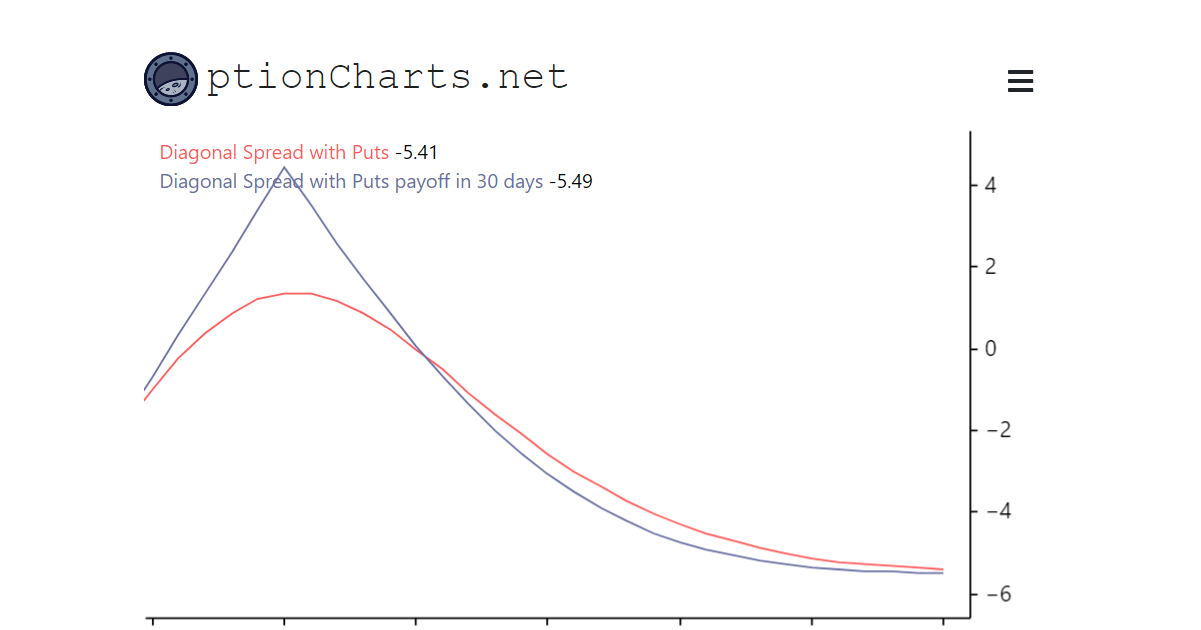 ptionCharts.net
Diagonal Spread with Puts -5.41
Diagonal Spread with Puts payoff in 30 days -5.49
4
2
0
−2
−4
−6